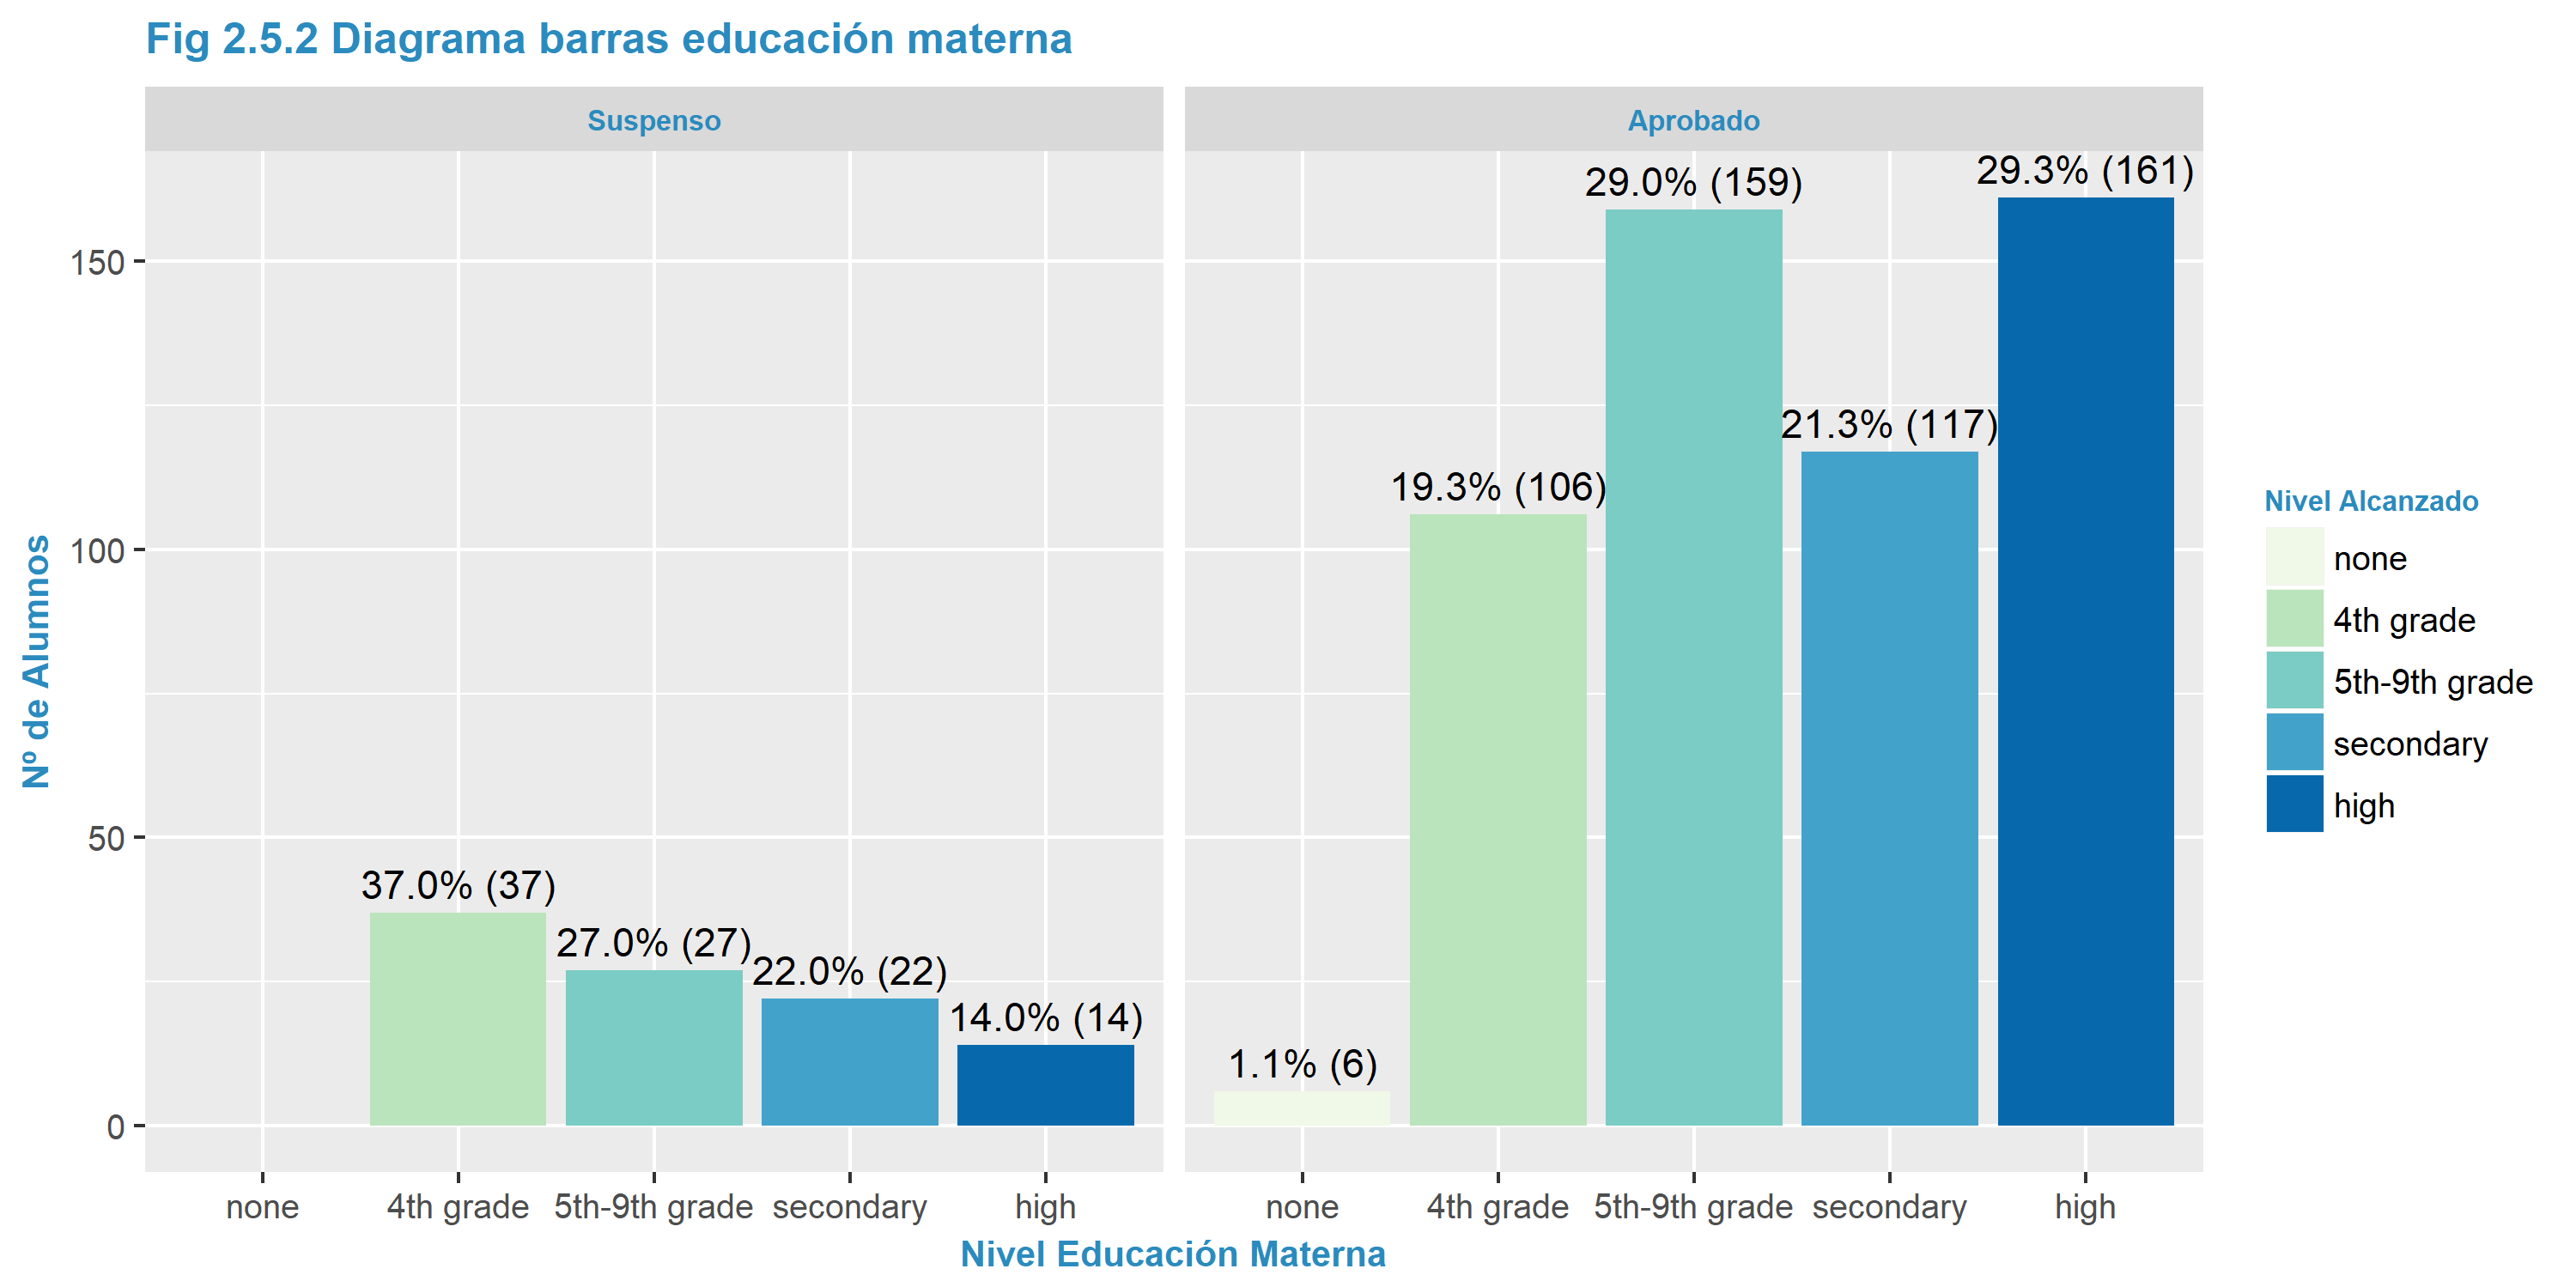 Fig 2.5.2 Diagrama barras educación materna
Suspenso
Aprobado
Nº de Alumnos
150
100
50
0
37.0% (37)
27.0% (27)
22.0% (22)
14.0% (14)
1.1% (6)
19.3% (106)
29.0% (159)
21.3% (117)
29.3% (161)
none 4th grade 5th-9th grade secondary high
none 4th grade 5th-9th grade secondary high
Nivel Educación Materna
Nivel Alcanzado
none
4th grade
5th-9th grade
secondary
high